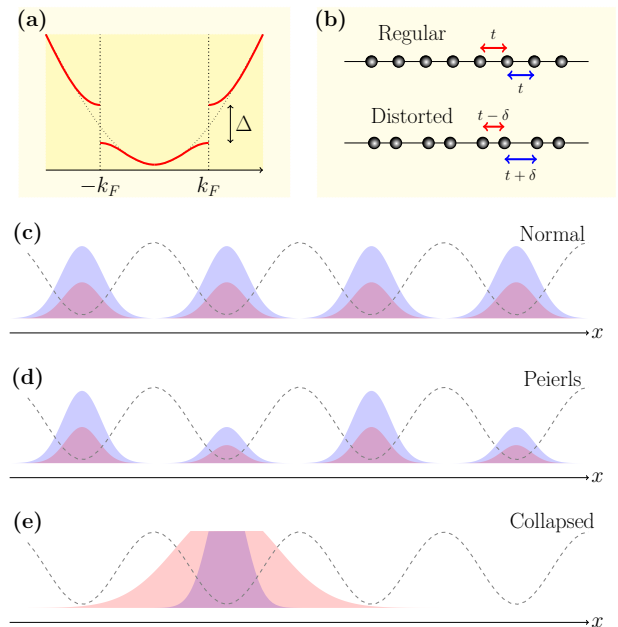 (a)
Δ
−k_F
k_F
(b)
Regular
t
t
Distorted
t − δ
t + δ
(c)
Normal
x
(d)
Peierls
x
(e)
Collapsed
x